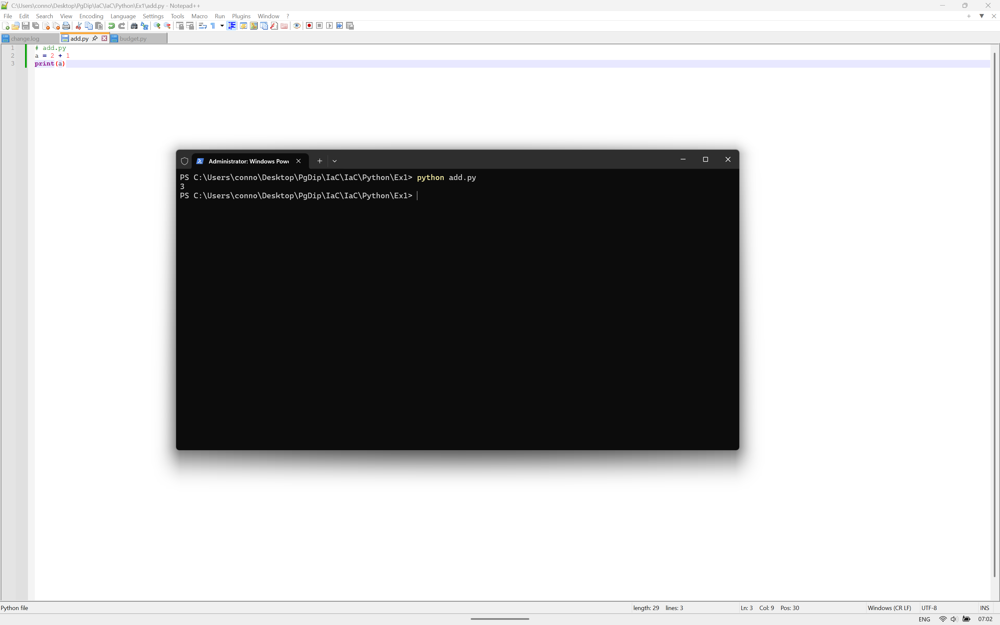 C:\Users\conno\Desktop\PgDip\IaC\IaC\Python\Ex1\add.py - Notepad++
File Edit Search View Encoding Language Settings Tools Macro Run Plugins Window ?
change.log add.py budget.py
1 # add.py
2 a = 2 + 1
3 print(a)
Administrator: Windows Powe
PS C:\Users\conno\Desktop\PgDip\IaC\IaC\Python\Ex1> python add.py
3
PS C:\Users\conno\Desktop\PgDip\IaC\IaC\Python\Ex1>
Python file length: 29 lines: 3 Ln: 3 Col: 9 Pos: 30 Windows (CR LF) UTF-8 INS
ENG 07:02